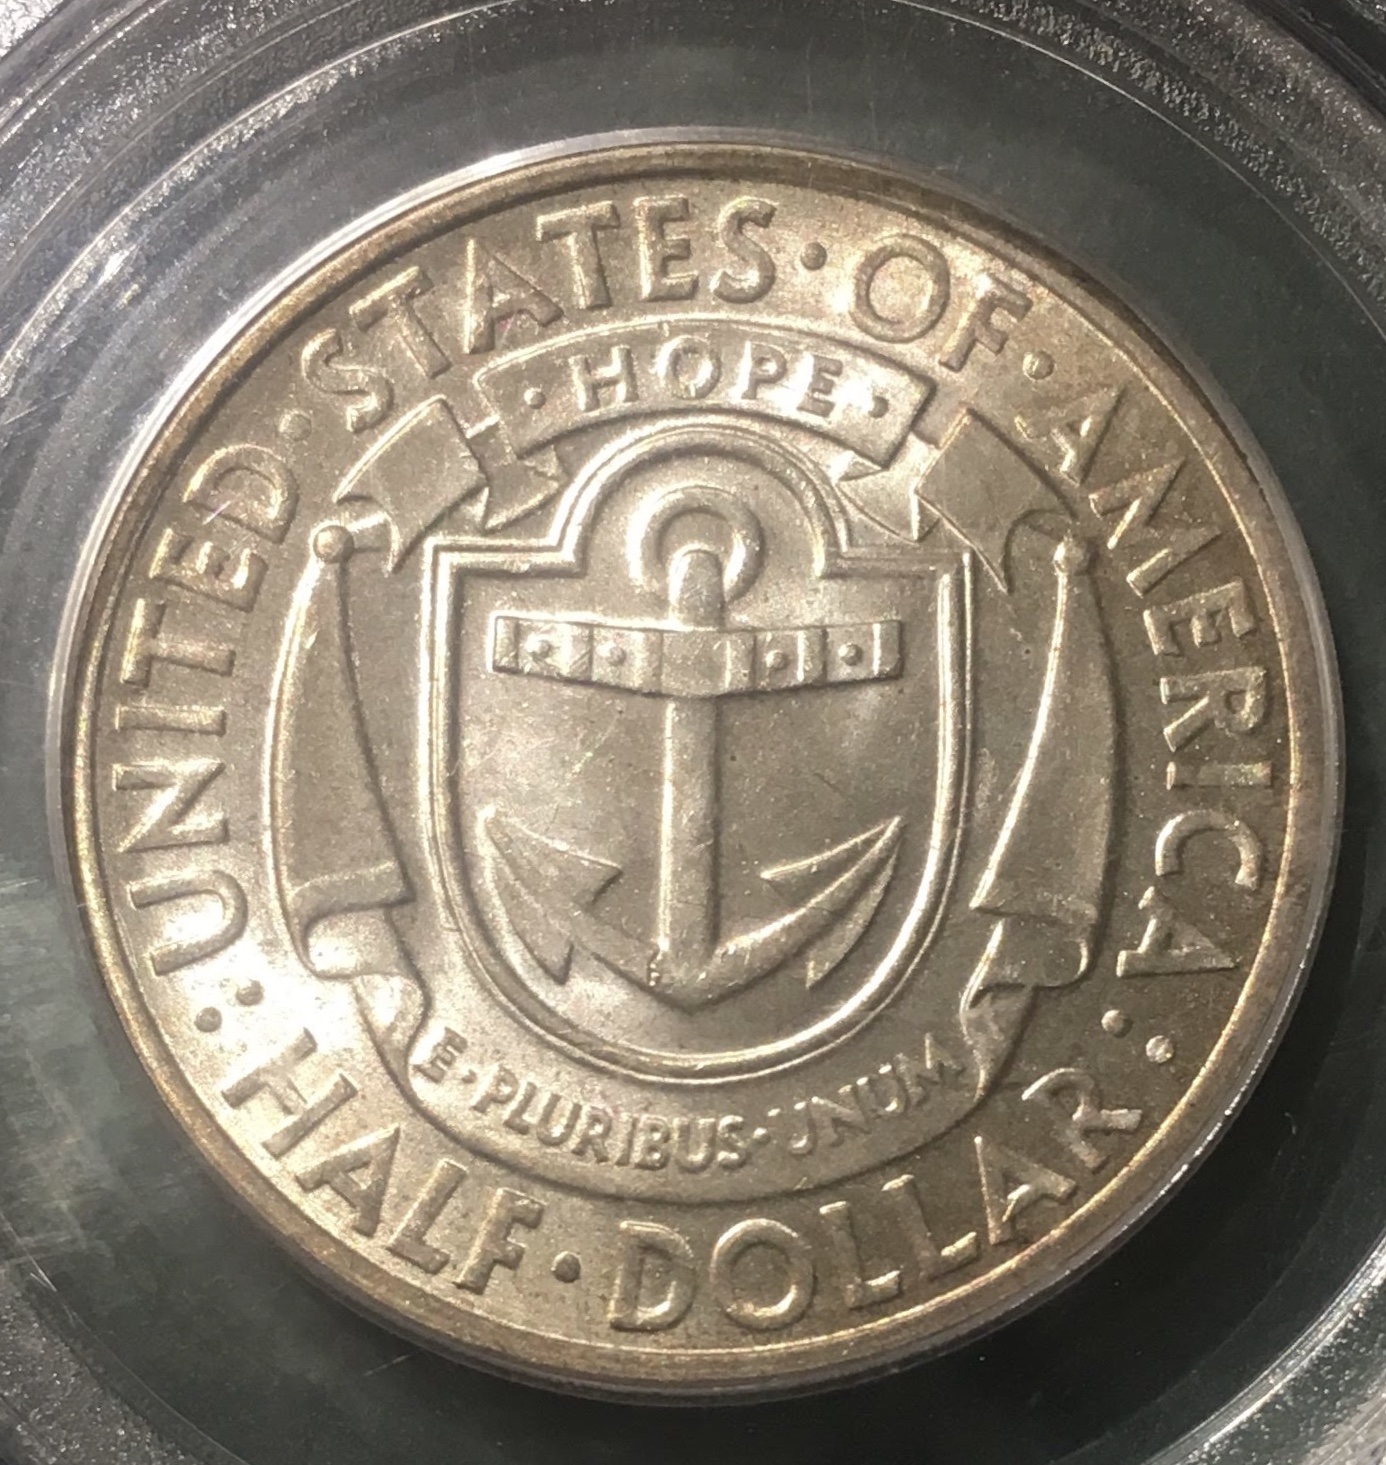 UNITED · STATES · OF · AMERICA
· HOPE ·
E · PLURIBUS · UNUM
: HALF · DOLLAR :